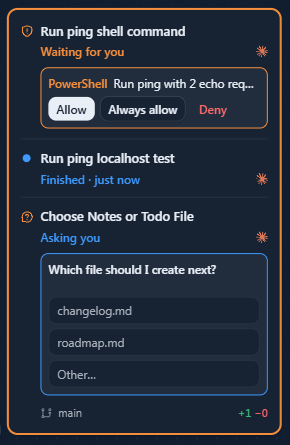 Run ping shell command
Waiting for you
PowerShell Run ping with 2 echo req...
Allow Always allow Deny
Run ping localhost test
Finished · just now
Choose Notes or Todo File
Asking you
Which file should I create next?
changelog.md
roadmap.md
Other...
main +1 −0